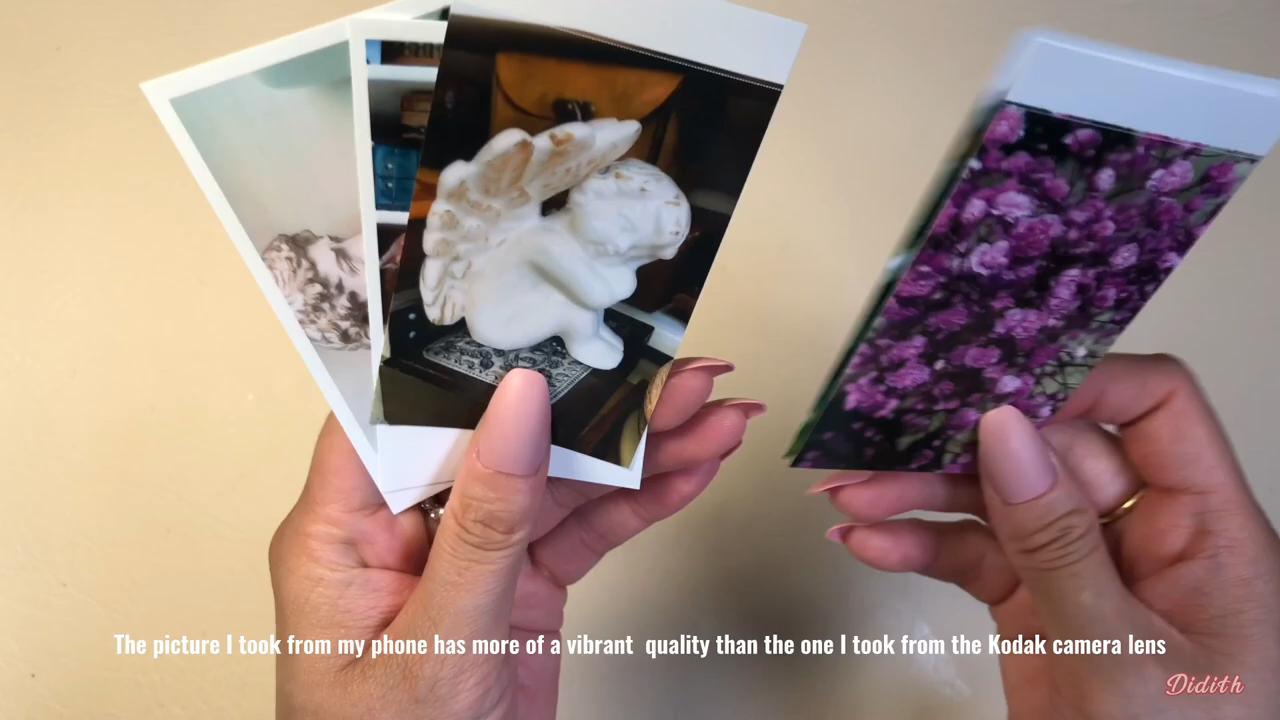 The picture I took from my phone has more of a vibrant  quality than the one I took from the Kodak camera lens
Didith